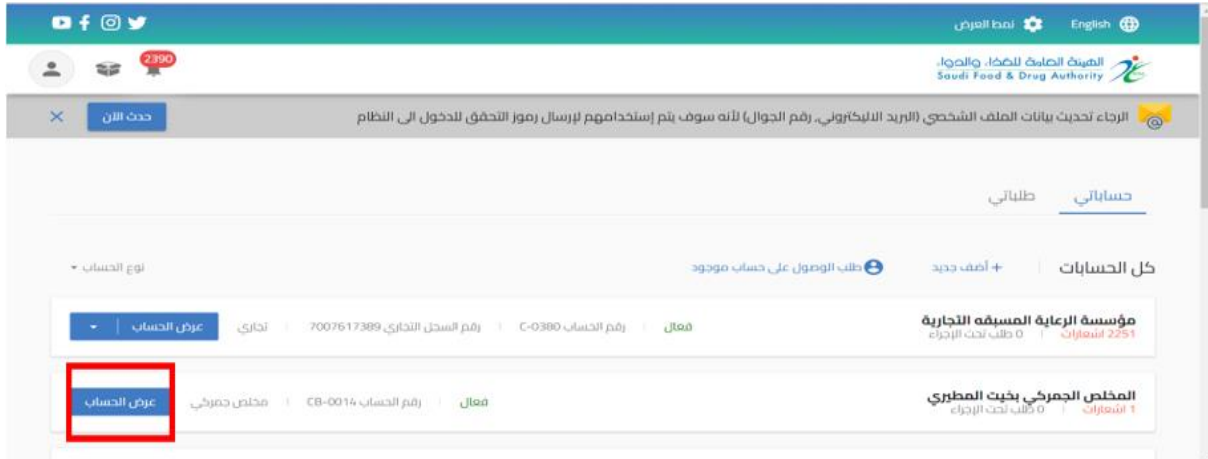 English نمط العرض
الهيئة العامة للغذاء والدواء
Saudi Food & Drug Authority
2390
الرجاء تحديث بيانات الملف الشخصي (البريد الاليكتروني, رقم الجوال) لأنه سوف يتم إستخدامهم لإرسال رموز التحقق للدخول الى النظام حدث الآن
حساباتي طلباتي
كل الحسابات + أضف جديد طلب الوصول على حساب موجود نوع الحساب
مؤسسة الرعاية المسبقه التجارية فعال رقم الحساب C-0380 رقم السجل التجاري 7007617389 تجاري عرض الحساب
2251 اشعارات 0 طلب تحت الإجراء
المخلص الجمركي بخيت المطيري فعال رقم الحساب CB-0014 مخلص جمركي عرض الحساب
1 اشعارات 0 طلب تحت الإجراء